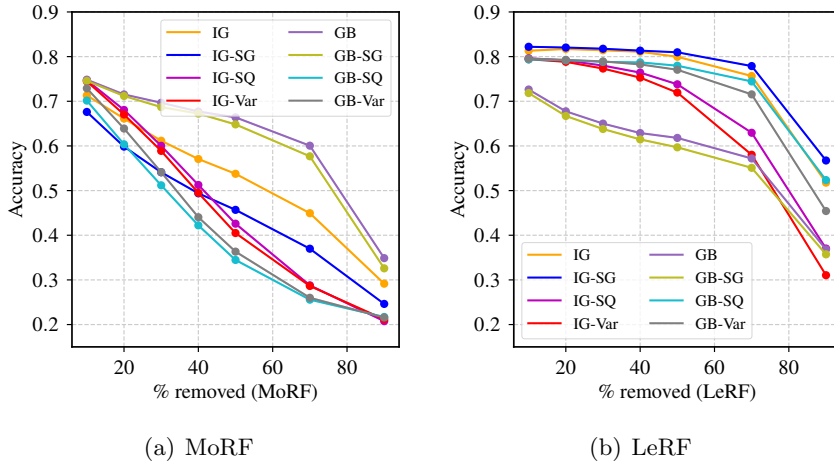 0.9
0.8
0.7
0.6
0.5
0.4
0.3
0.2
Accuracy
IG
IG-SG
IG-SQ
IG-Var
GB
GB-SG
GB-SQ
GB-Var
20 40 60 80
% removed (MoRF)
(a) MoRF
0.9
0.8
0.7
0.6
0.5
0.4
0.3
0.2
Accuracy
IG
IG-SG
IG-SQ
IG-Var
GB
GB-SG
GB-SQ
GB-Var
20 40 60 80
% removed (LeRF)
(b) LeRF